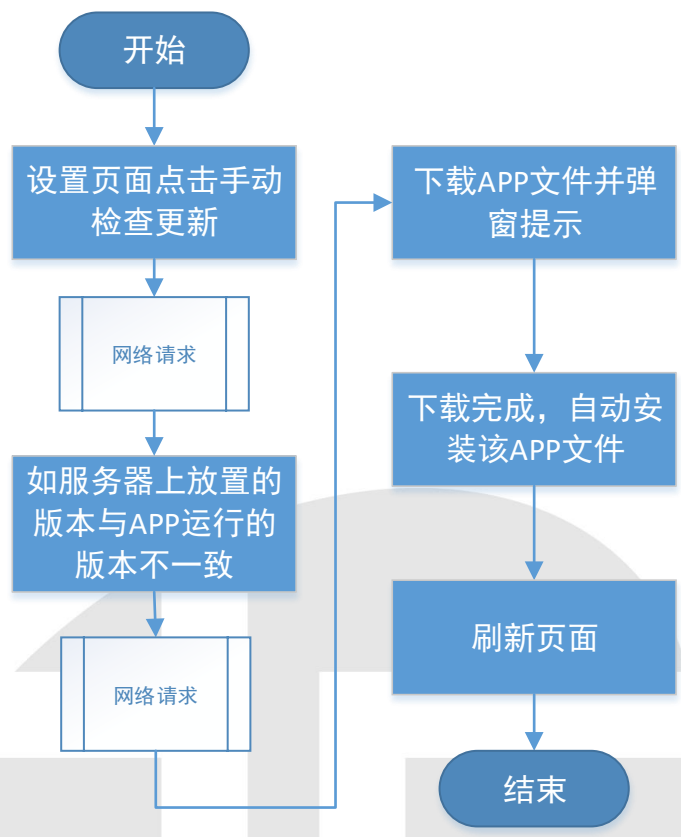 开始
设置页面点击手动
检查更新
网络请求
如服务器上放置的
版本与APP运行的
版本不一致
网络请求
下载APP文件并弹
窗提示
下载完成，自动安
装该APP文件
刷新页面
结束